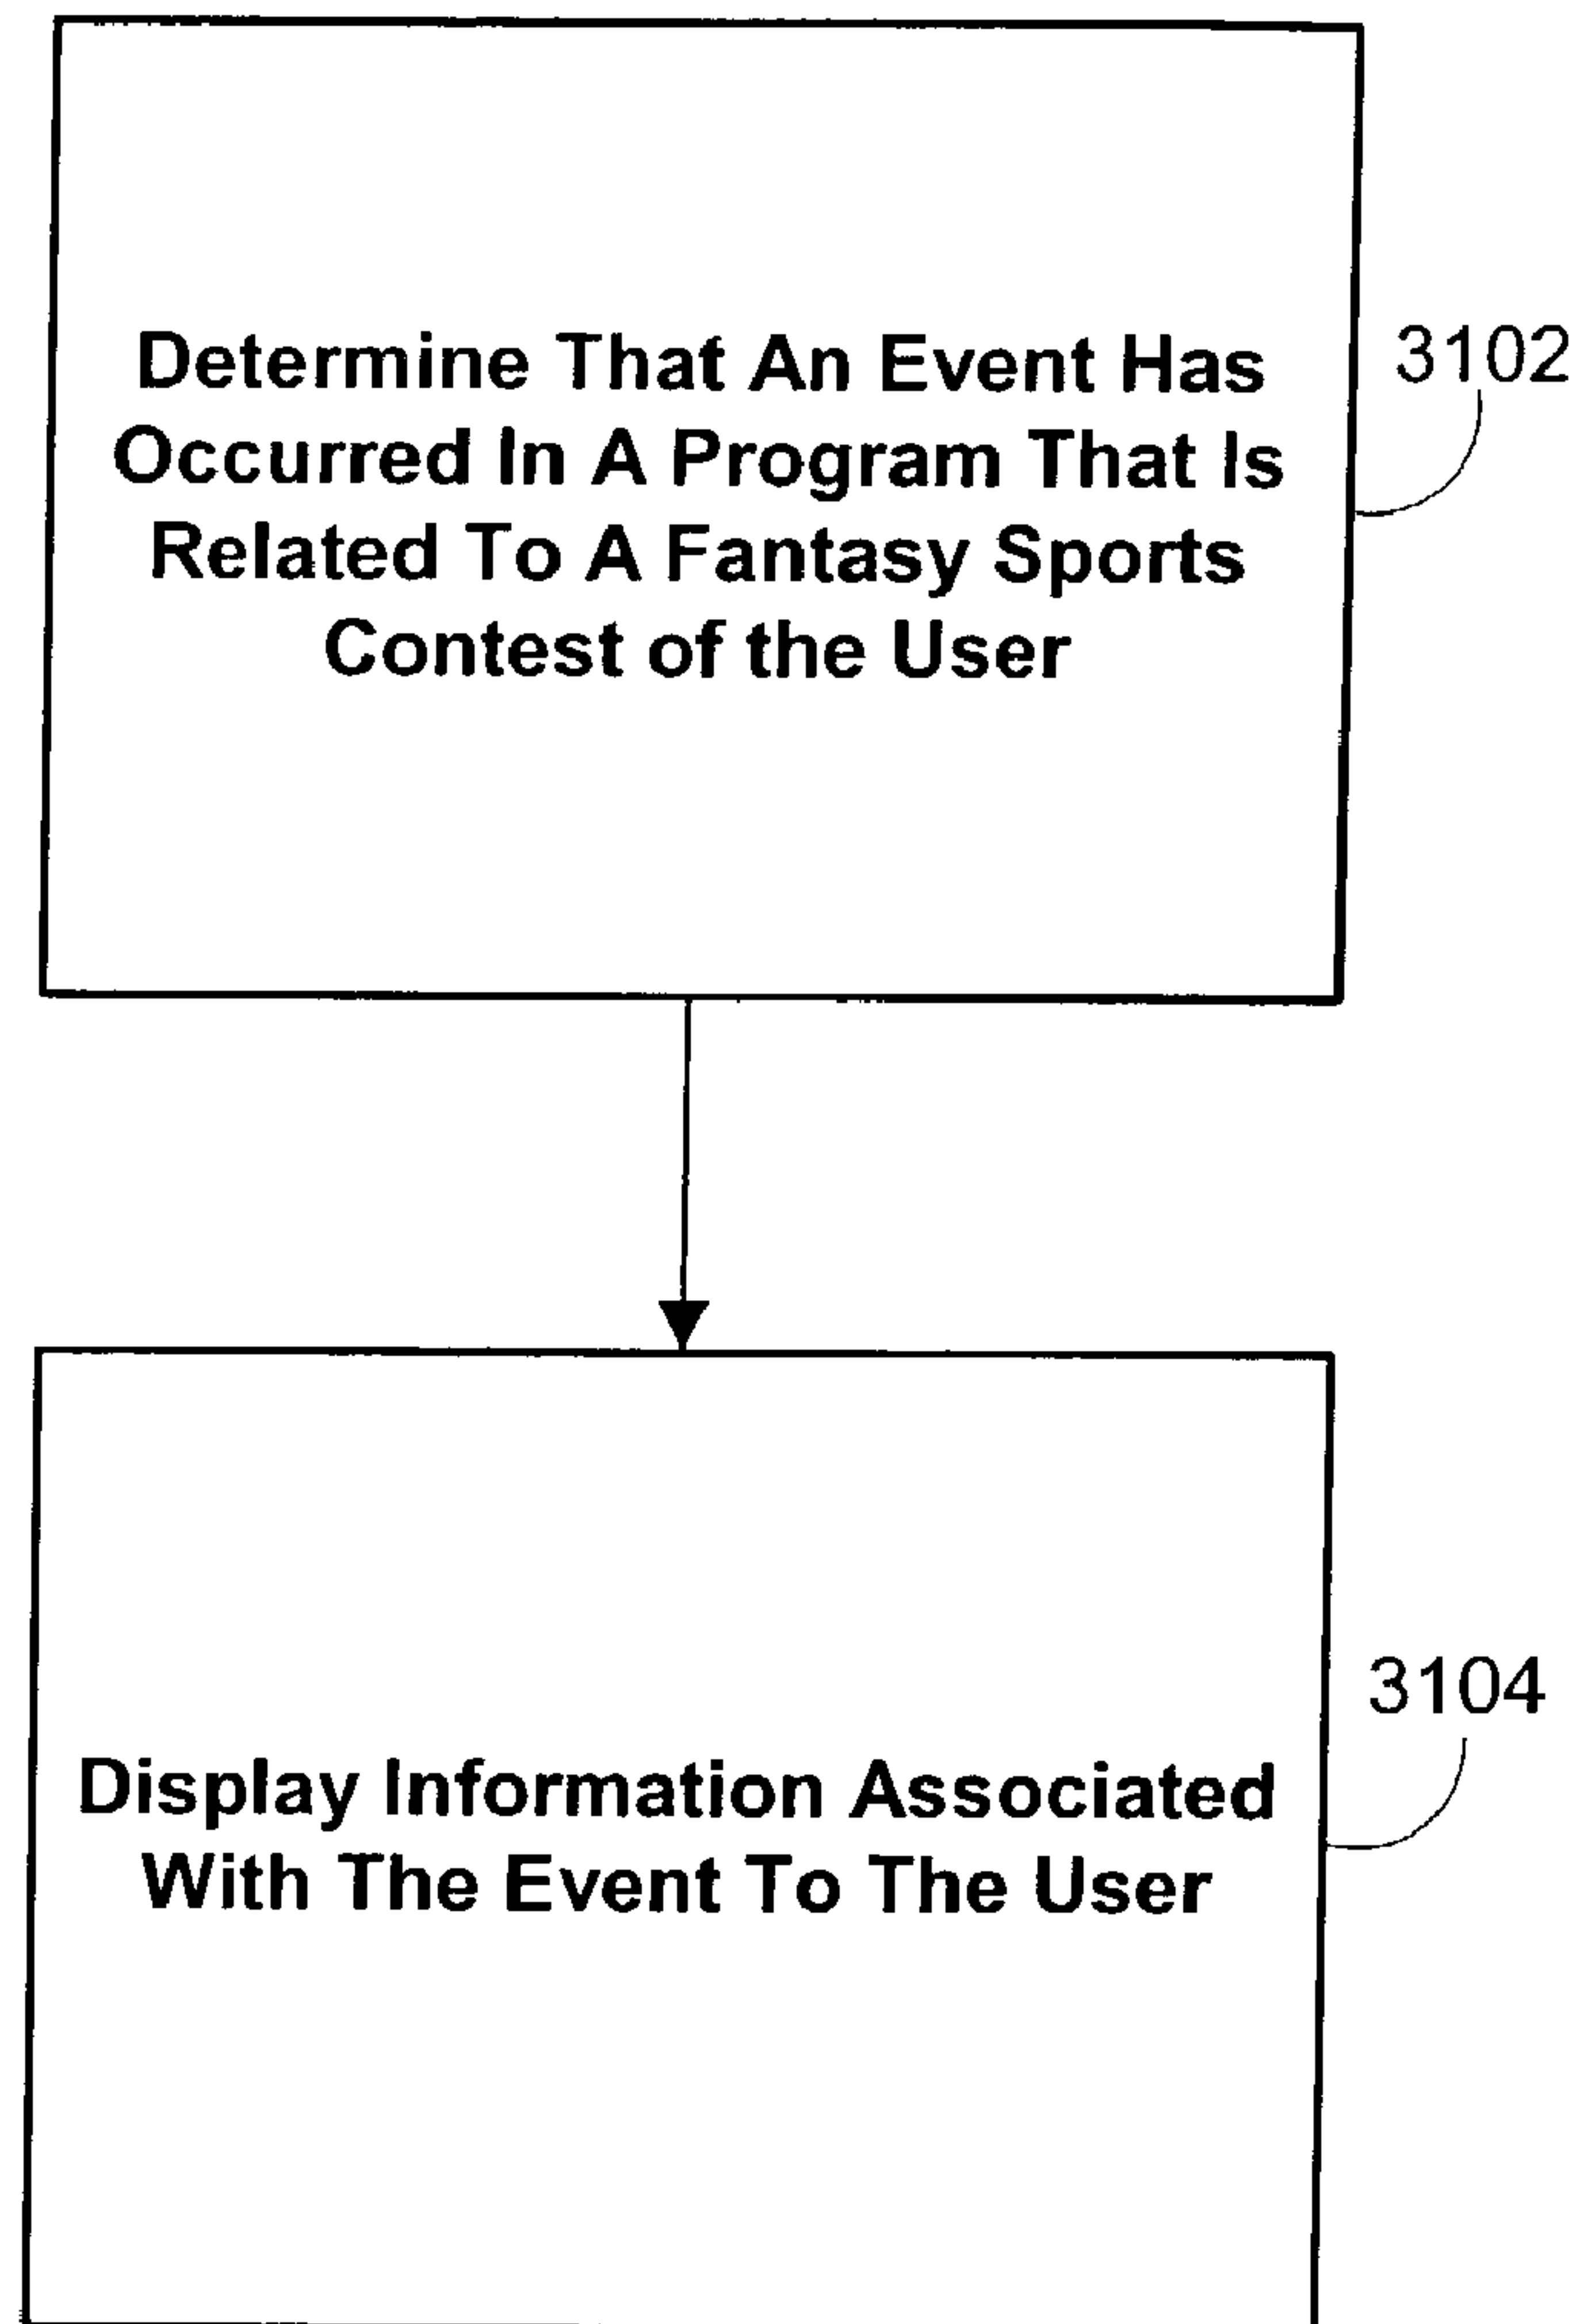 Determine That An Event Has
Occurred In A Program That Is
Related To A Fantasy Sports
Contest of the User
3102
Display Information Associated
With The Event To The User
3104